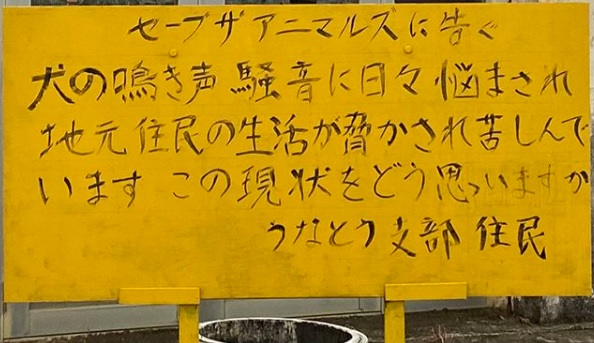 セーブザアニマルズに告ぐ
犬の鳴き声 騒音に日々悩まされ
地元住民の生活が脅かされ苦しんで
います この現状をどう思っいますか
うなとう支部 住民